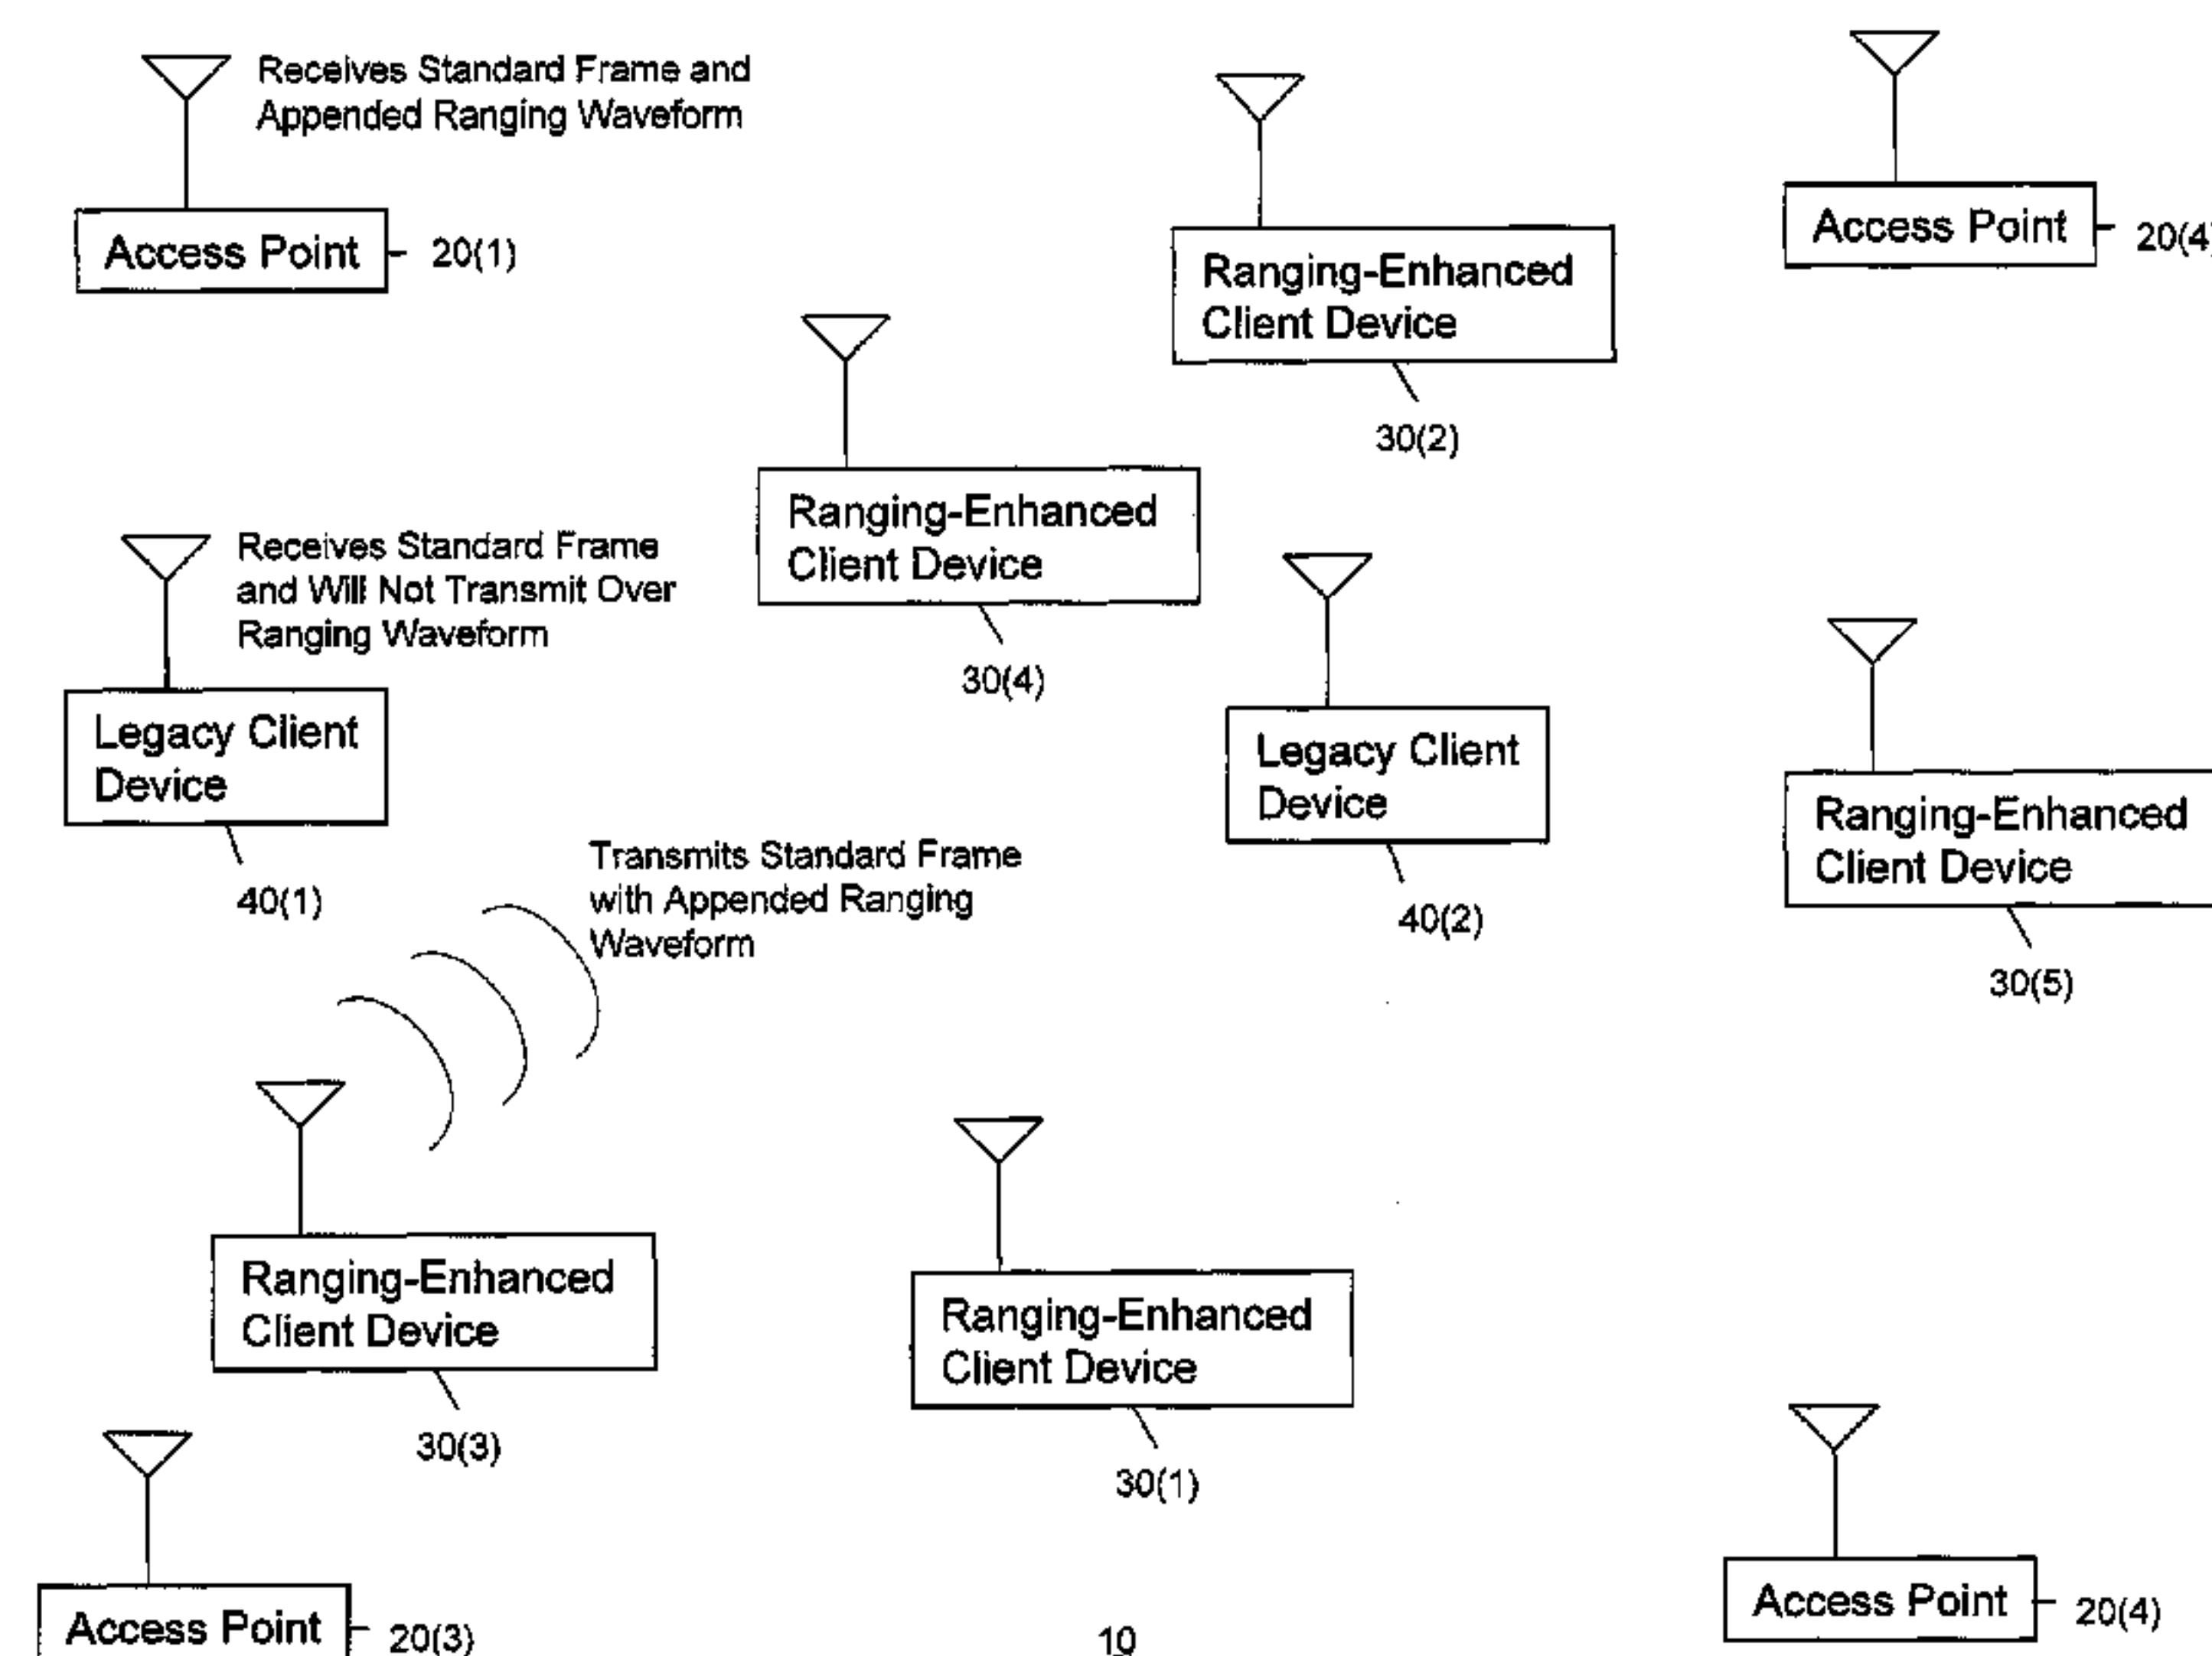 Receives Standard Frame and
Appended Ranging Waveform
Access Point
20(1)
Ranging-Enhanced
Client Device
30(2)
Access Point
20(4)
Ranging-Enhanced
Client Device
30(4)
Receives Standard Frame
and Will Not Transmit Over
Ranging Waveform
Legacy Client
Device
40(1)
Legacy Client
Device
40(2)
Ranging-Enhanced
Client Device
30(5)
Transmits Standard Frame
with Appended Ranging
Waveform
Ranging-Enhanced
Client Device
30(3)
Ranging-Enhanced
Client Device
30(1)
Access Point
20(3)
10
Access Point
20(4)